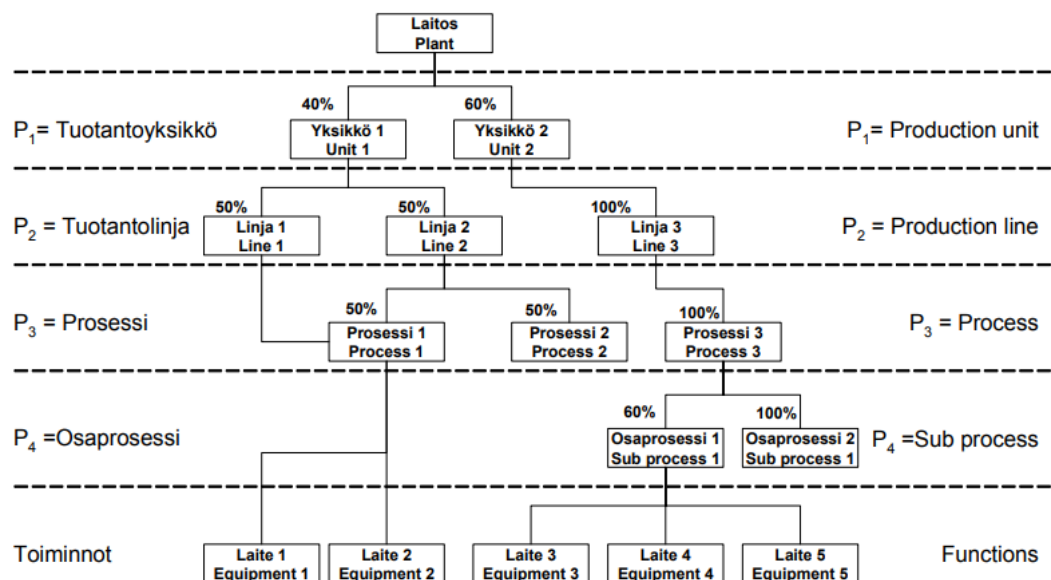 Laitos
Plant
40%
60%
P1= Tuotantoyksikkö
Yksikkö 1
Unit 1
Yksikkö 2
Unit 2
P1= Production unit
50%
50%
100%
P2 = Tuotantolinja
Linja 1
Line 1
Linja 2
Line 2
Linja 3
Line 3
P2 = Production line
50%
50%
100%
P3 = Prosessi
Prosessi 1
Process 1
Prosessi 2
Process 2
Prosessi 3
Process 3
P3 = Process
60%
100%
P4 =Osaprosessi
Osaprosessi 1
Sub process 1
Osaprosessi 2
Sub process 1
P4 =Sub process
Toiminnot
Laite 1
Equipment 1
Laite 2
Equipment 2
Laite 3
Equipment 3
Laite 4
Equipment 4
Laite 5
Equipment 5
Functions